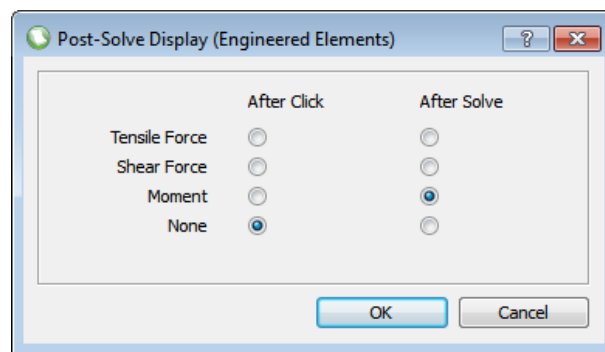 Post-Solve Display (Engineered Elements)
After Click After Solve
Tensile Force
Shear Force
Moment
None
OK Cancel